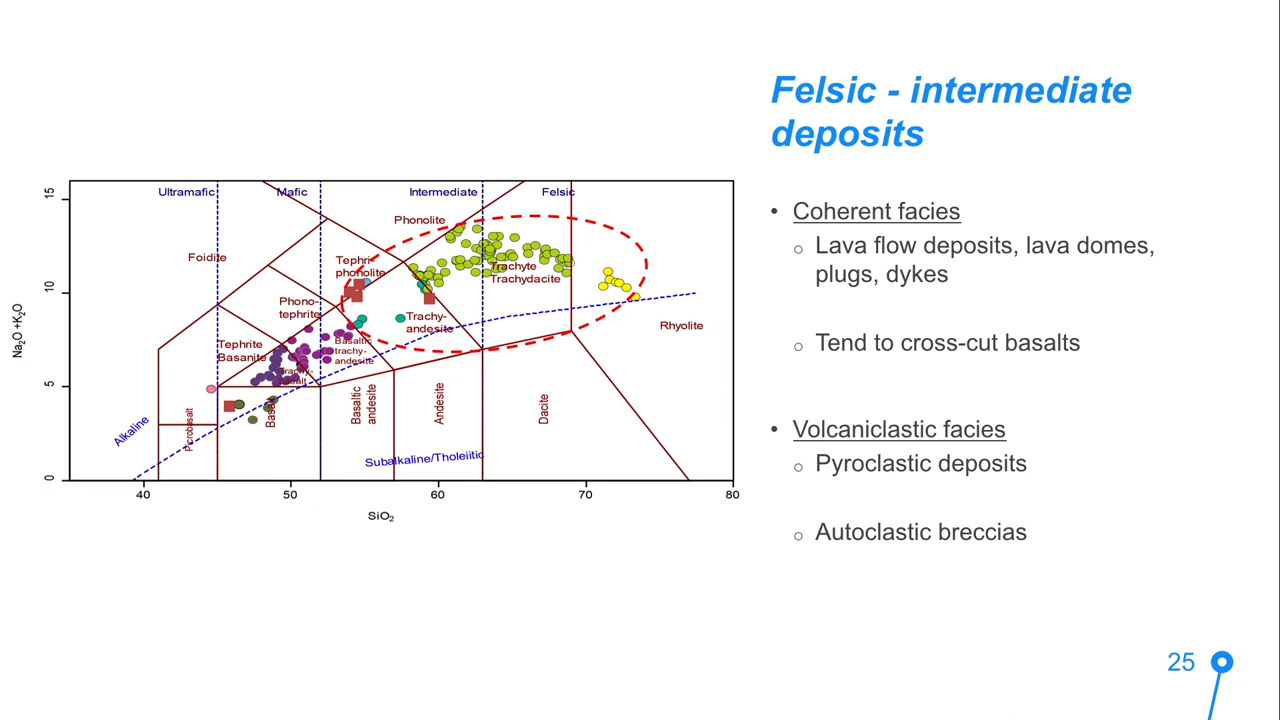 Felsic - intermediate
deposits
• Coherent facies
o Lava flow deposits, lava domes,
plugs, dykes
o Tend to cross-cut basalts
• Volcaniclastic facies
o Pyroclastic deposits
o Autoclastic breccias
Ultramafic
Mafic
Intermediate
Felsic
Phonolite
Foidite
Tephri-
phonolite
Trachyte
Trachydacite
Phono-
tephrite
Trachy-
andesite
Rhyolite
Tephrite
Basanite
Basaltic
trachy-
andesite
Trachy-
basalt
Alkaline
Picrobasalt
Basalt
Basaltic
andesite
Andesite
Dacite
Subalkaline/Tholeiitic
Na₂O +K₂O
0
5
10
15
40
50
60
70
80
SiO₂
25